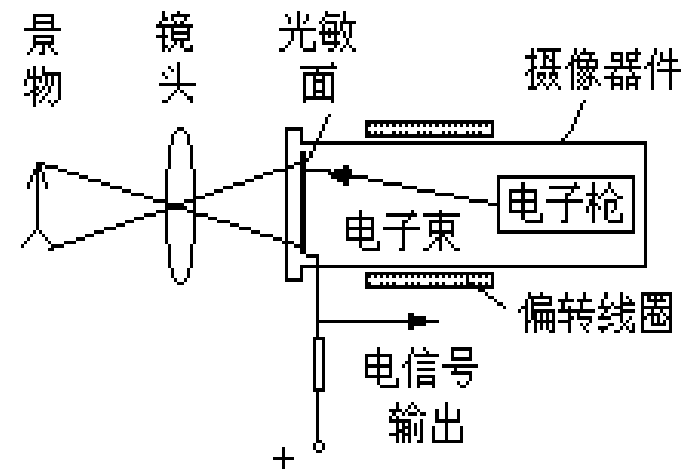 景物
镜头
光敏面
摄像器件
电子枪
电子束
偏转线圈
电信号
输出
+